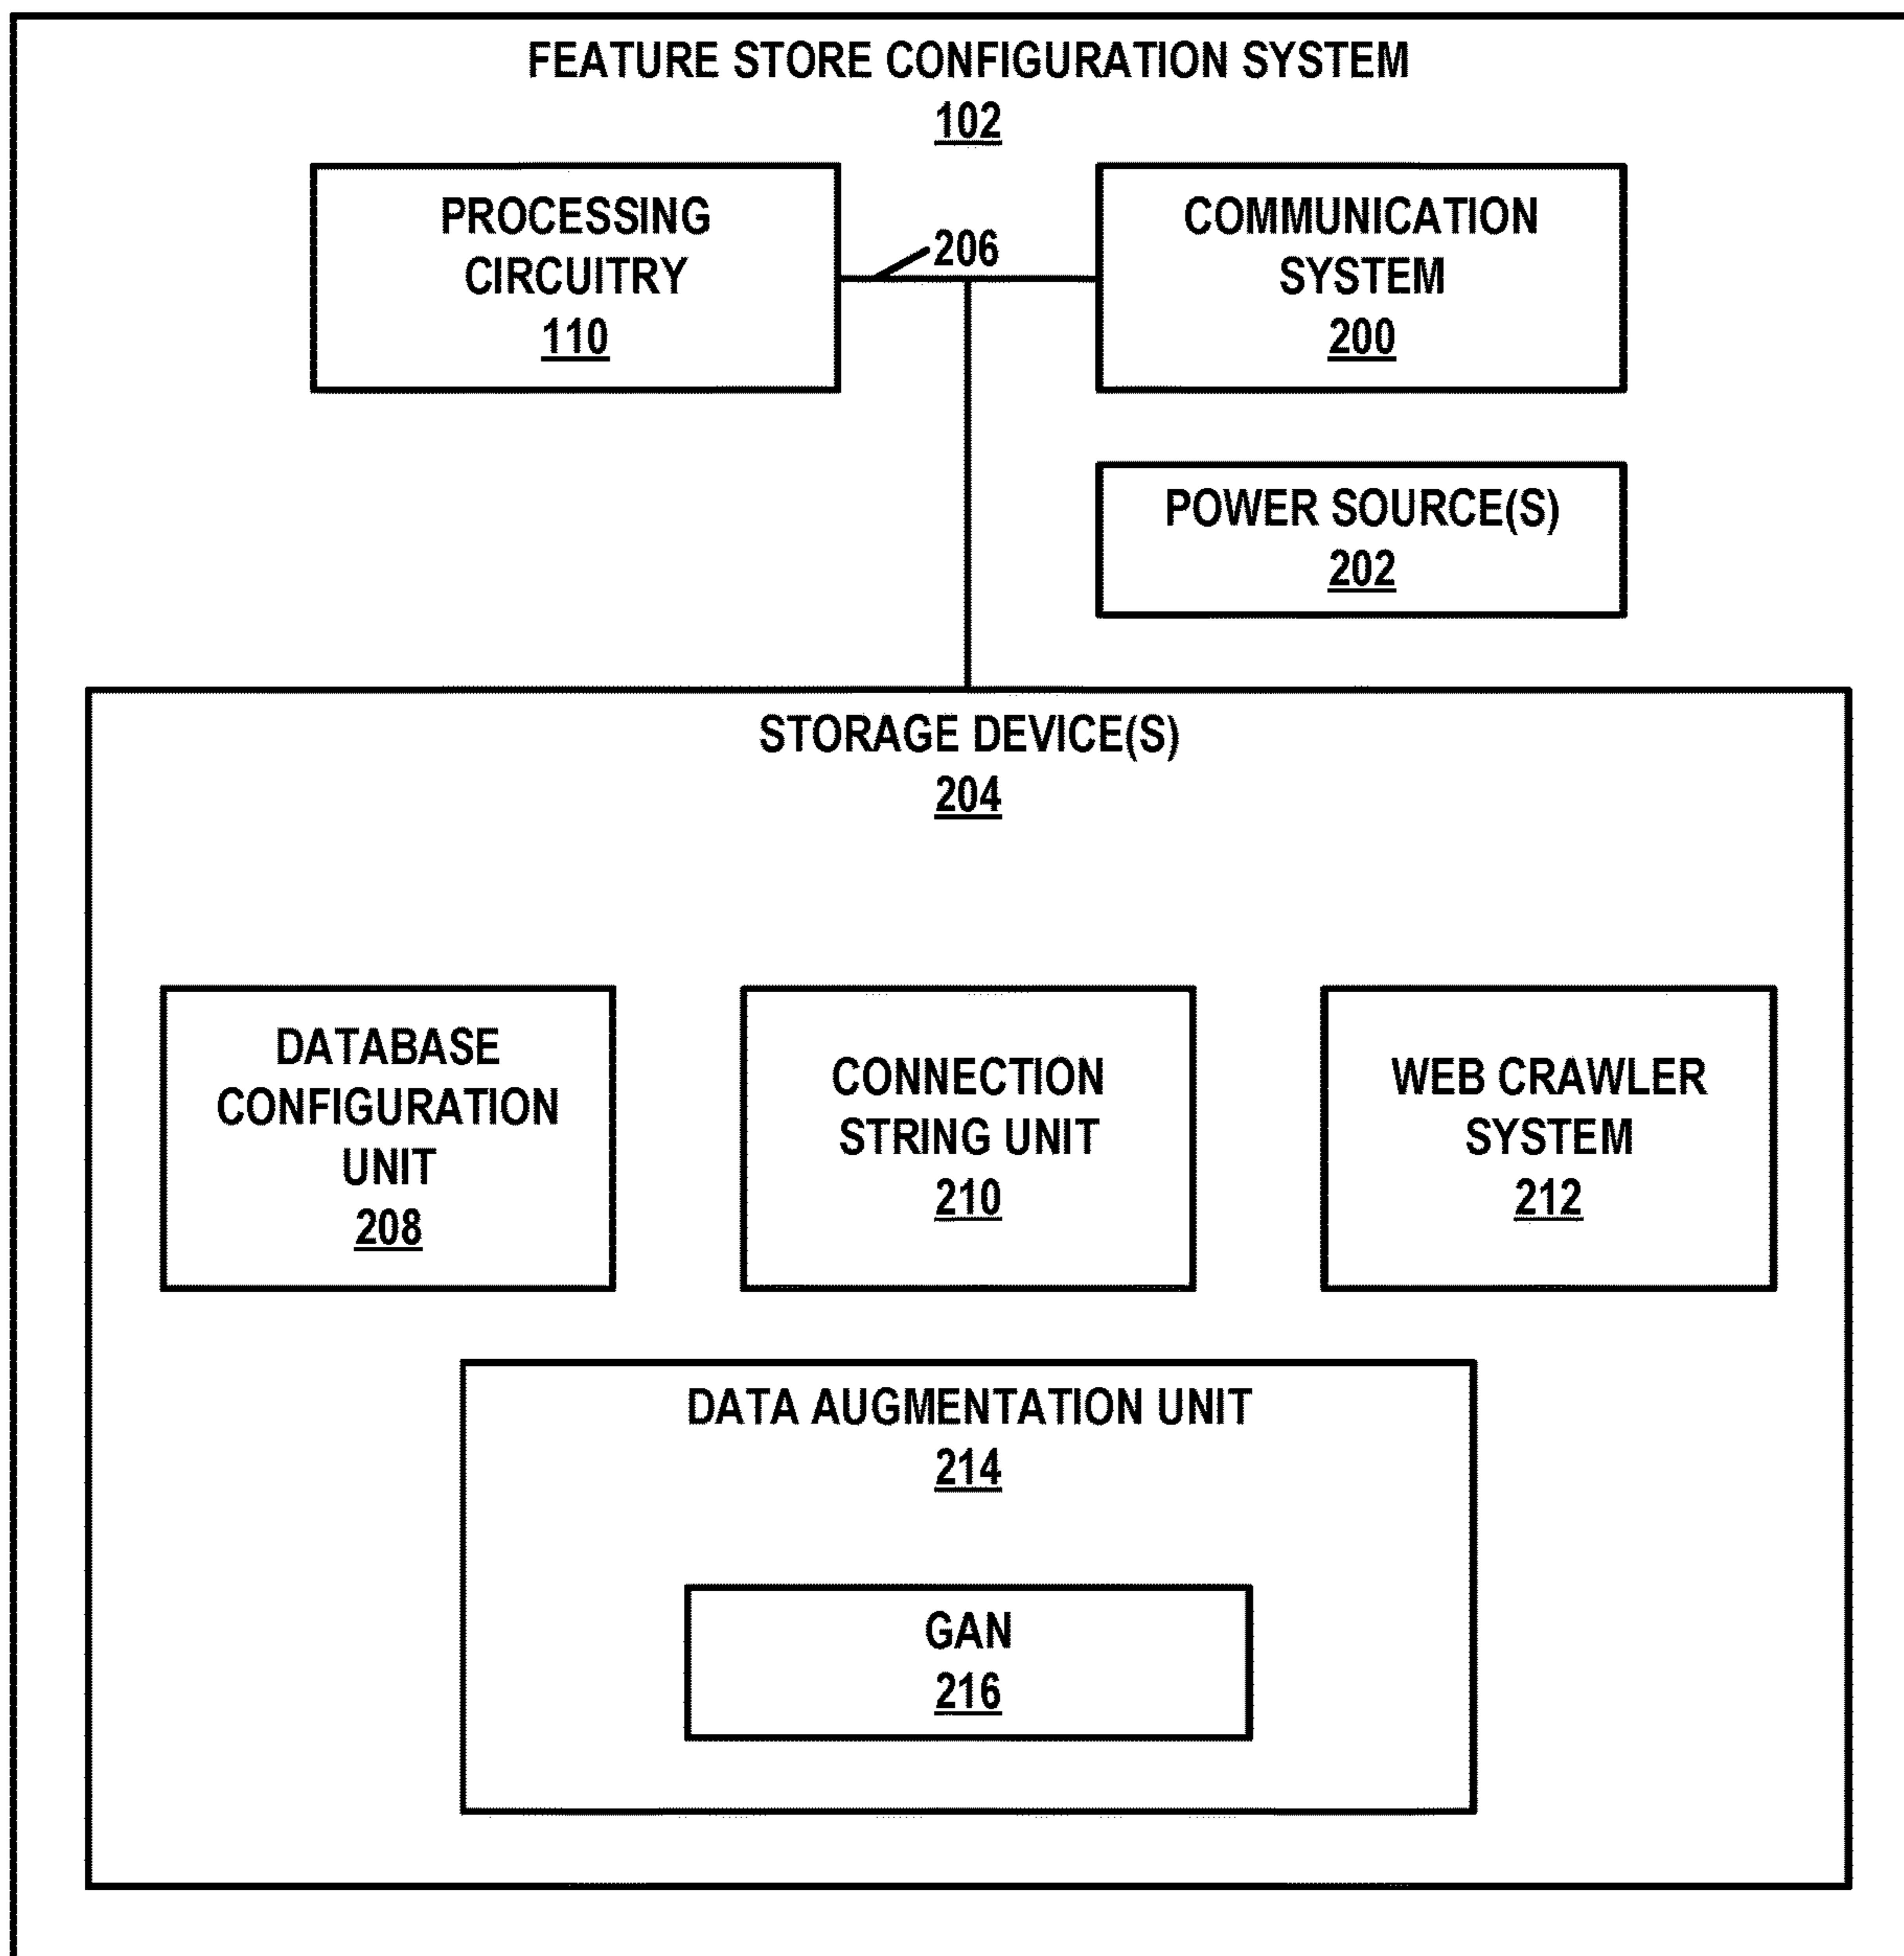 FEATURE STORE CONFIGURATION SYSTEM
102
PROCESSING
CIRCUITRY
110
206
COMMUNICATION
SYSTEM
200
POWER SOURCE(S)
202
STORAGE DEVICE(S)
204
DATABASE
CONFIGURATION
UNIT
208
CONNECTION
STRING UNIT
210
WEB CRAWLER
SYSTEM
212
DATA AUGMENTATION UNIT
214
GAN
216